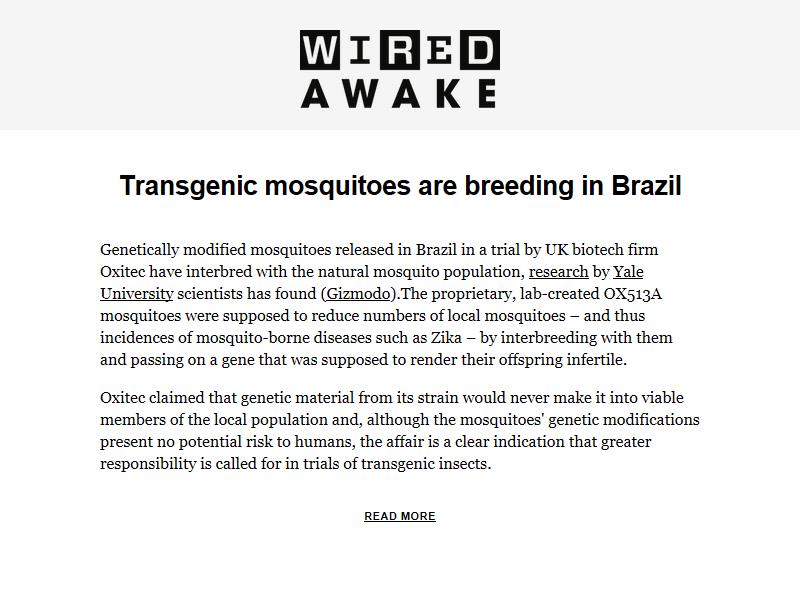 WIRED
AWAKE
Transgenic mosquitoes are breeding in Brazil
Genetically modified mosquitoes released in Brazil in a trial by UK biotech firm
Oxitec have interbred with the natural mosquito population, research by Yale
University scientists has found (Gizmodo).The proprietary, lab-created OX513A
mosquitoes were supposed to reduce numbers of local mosquitoes – and thus
incidences of mosquito-borne diseases such as Zika – by interbreeding with them
and passing on a gene that was supposed to render their offspring infertile.
Oxitec claimed that genetic material from its strain would never make it into viable
members of the local population and, although the mosquitoes' genetic modifications
present no potential risk to humans, the affair is a clear indication that greater
responsibility is called for in trials of transgenic insects.
READ MORE